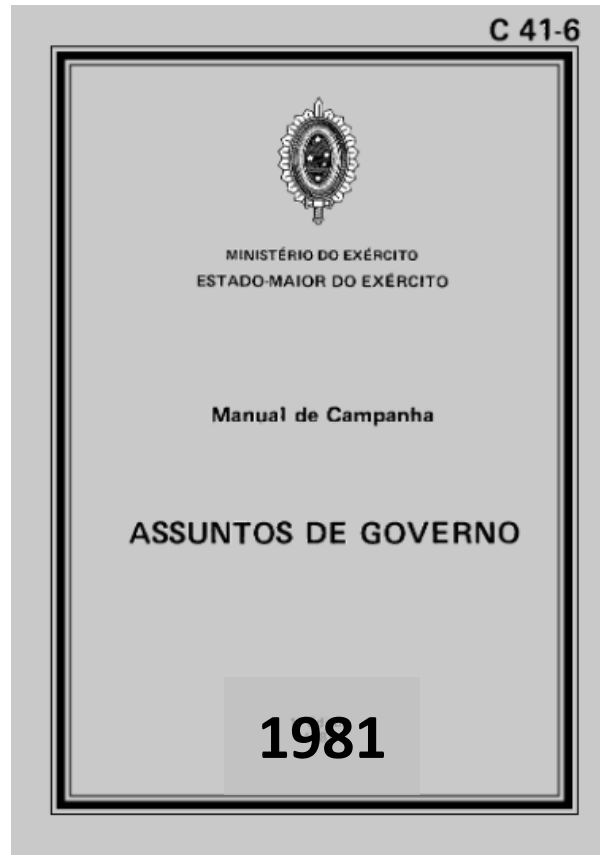 C 41-6
MINISTÉRIO DO EXÉRCITO
ESTADO-MAIOR DO EXÉRCITO
Manual de Campanha
ASSUNTOS DE GOVERNO
1981